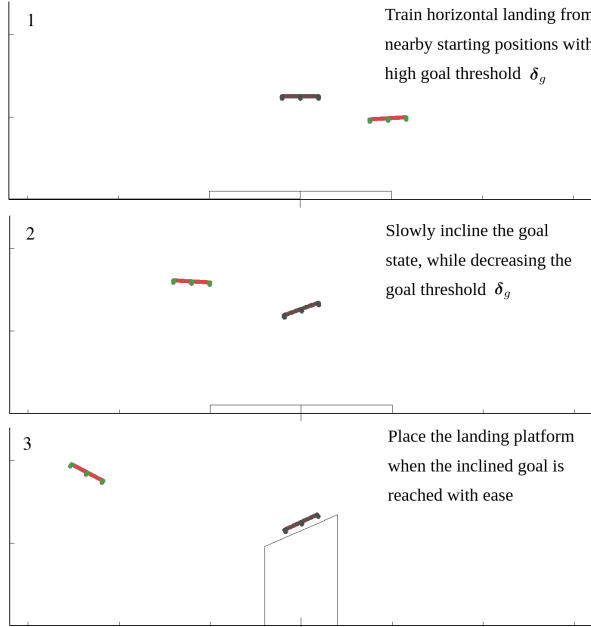 1
Train horizontal landing from
nearby starting positions with
high goal threshold δg
2
Slowly incline the goal
state, while decreasing the
goal threshold δg
3
Place the landing platform
when the inclined goal is
reached with ease